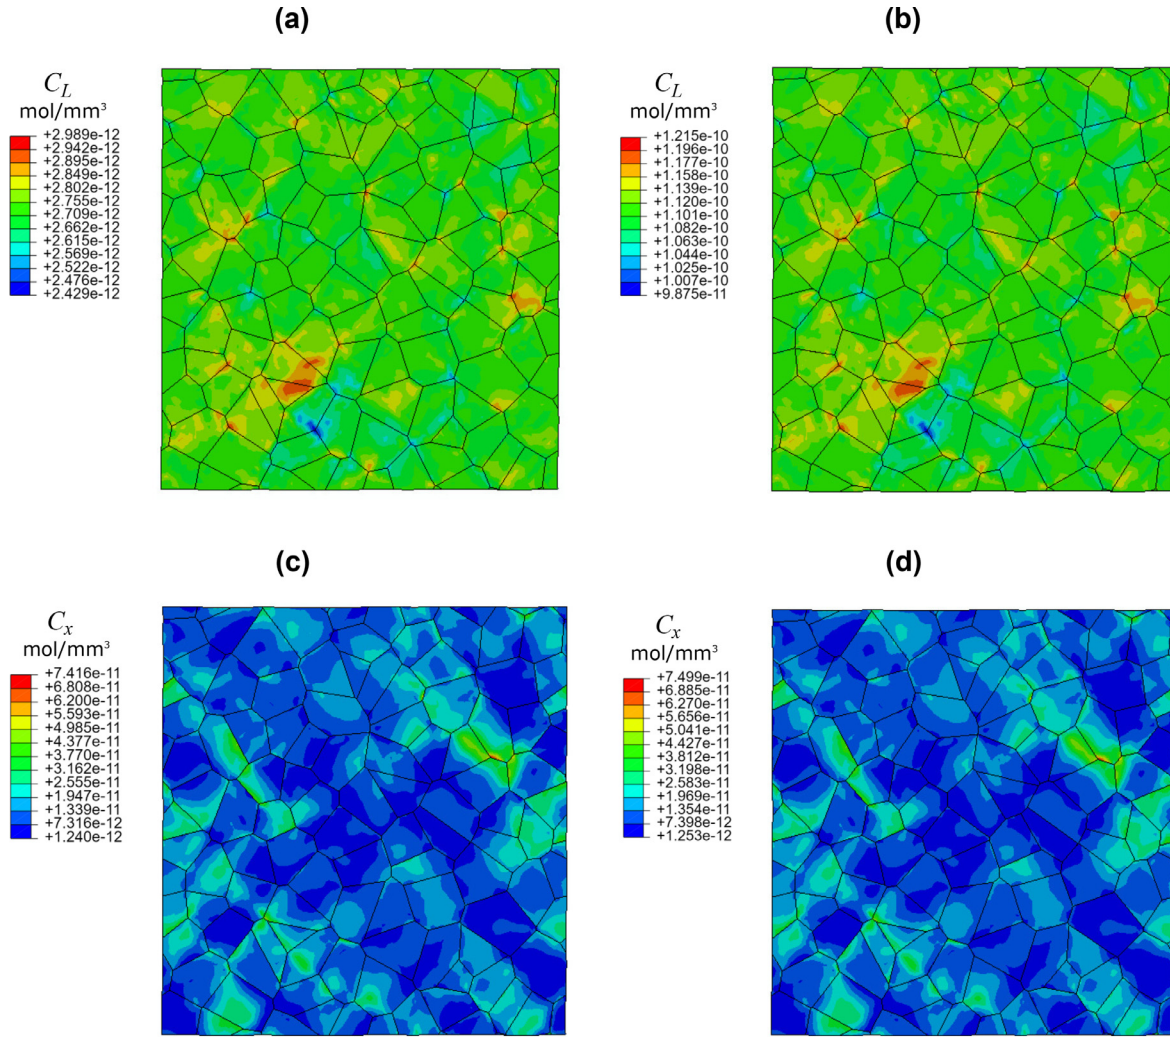 (a)
(b)
C_L
mol/mm³
+2.989e-12
+2.942e-12
+2.895e-12
+2.849e-12
+2.802e-12
+2.755e-12
+2.709e-12
+2.662e-12
+2.615e-12
+2.569e-12
+2.522e-12
+2.476e-12
+2.429e-12
C_L
mol/mm³
+1.215e-10
+1.196e-10
+1.177e-10
+1.158e-10
+1.139e-10
+1.120e-10
+1.101e-10
+1.082e-10
+1.063e-10
+1.044e-10
+1.025e-10
+1.007e-10
+9.875e-11
(c)
(d)
C_x
mol/mm³
+7.416e-11
+6.808e-11
+6.200e-11
+5.593e-11
+4.985e-11
+4.377e-11
+3.770e-11
+3.162e-11
+2.555e-11
+1.947e-11
+1.339e-11
+7.316e-12
+1.240e-12
C_x
mol/mm³
+7.499e-11
+6.885e-11
+6.270e-11
+5.656e-11
+5.041e-11
+4.427e-11
+3.812e-11
+3.198e-11
+2.583e-11
+1.969e-11
+1.354e-11
+7.398e-12
+1.253e-12